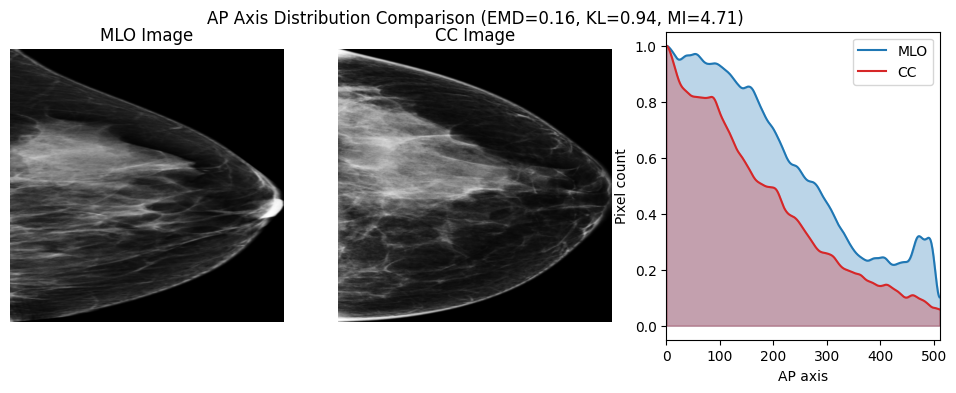 AP Axis Distribution Comparison (EMD=0.16, KL=0.94, MI=4.71)
MLO Image
CC Image
MLO
CC
Pixel count
1.0
0.8
0.6
0.4
0.2
0.0
0 100 200 300 400 500
AP axis